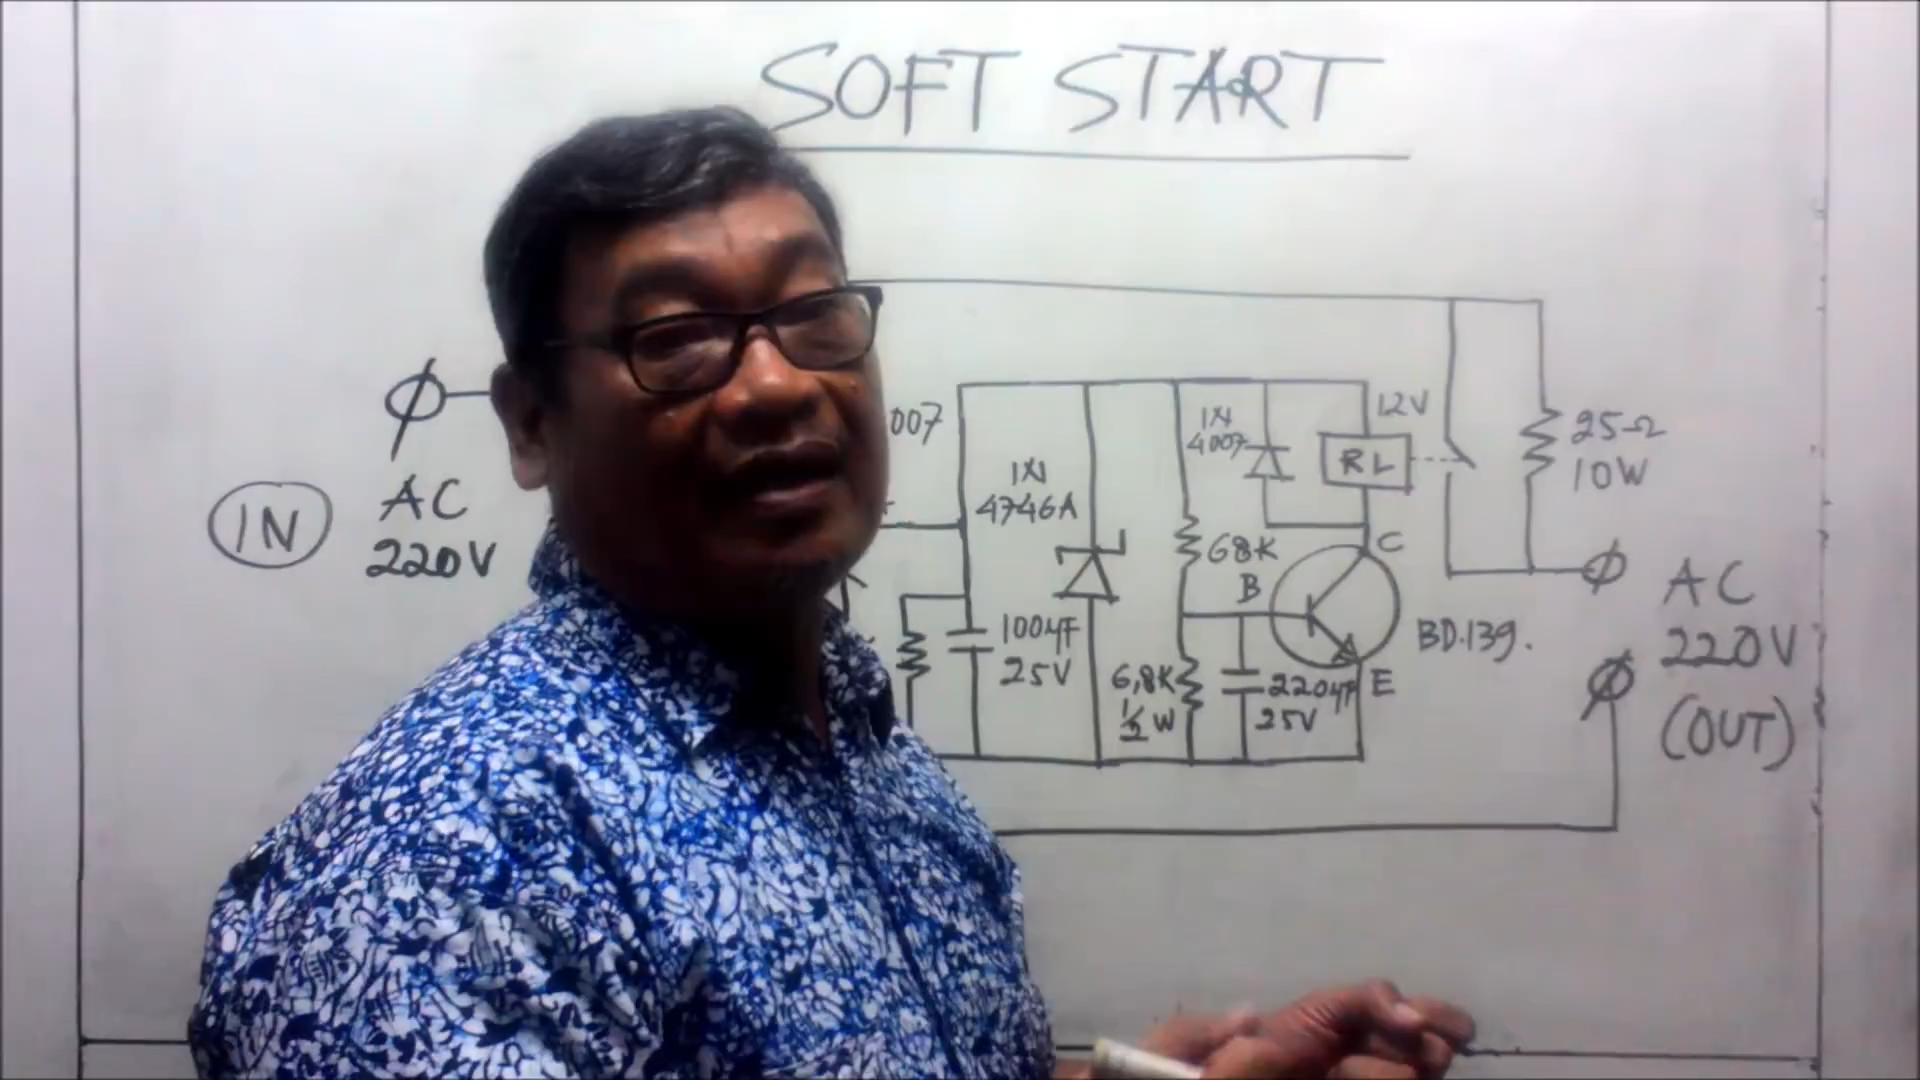 SOFT START
007
12V
1N
4007
RL
25Ω
10W
1N
4746A
AC
220V
IN
68K
C
B
BD.139.
AC
220V
(OUT)
100µF
25V
6,8K
½ W
220µF
25V
E